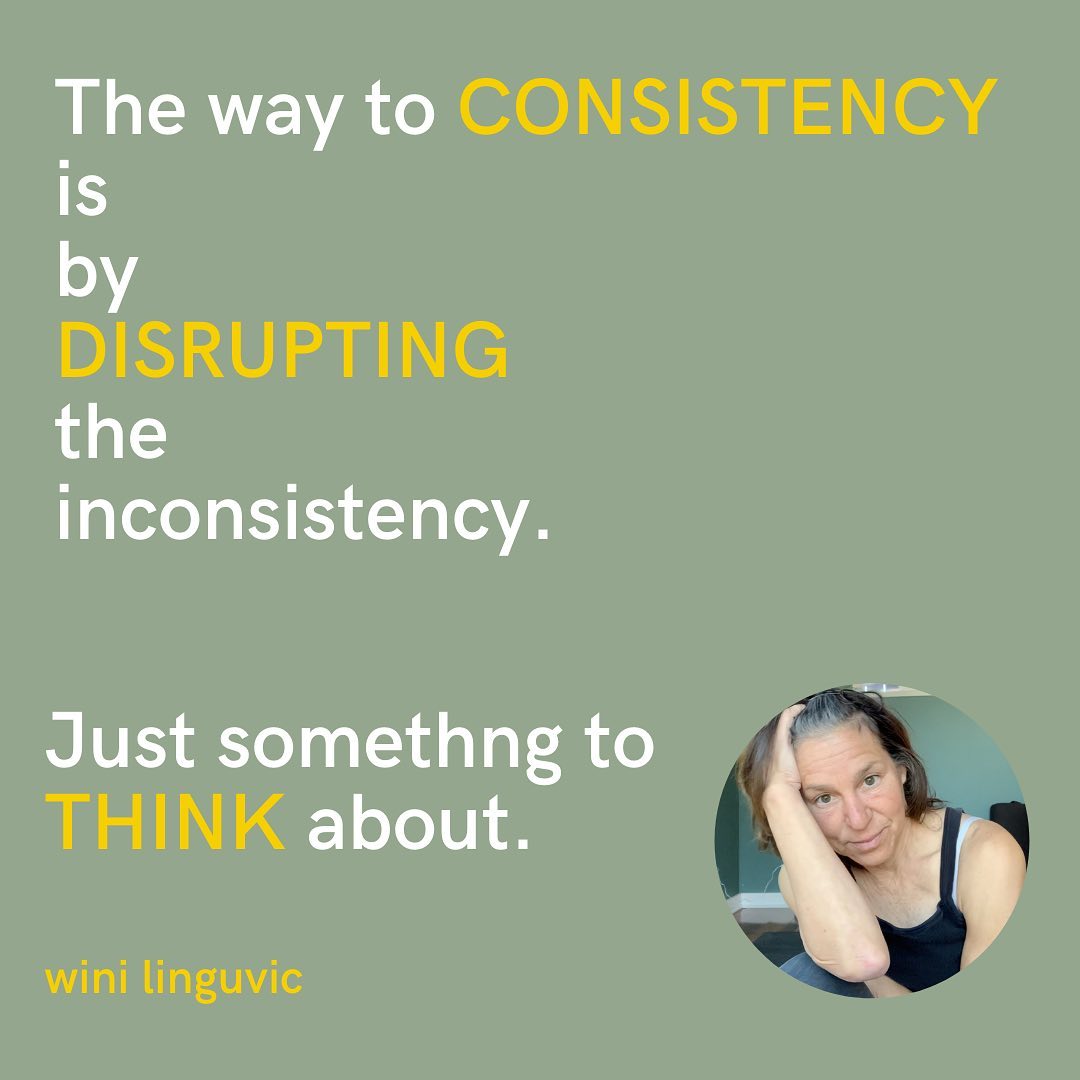 The way to CONSISTENCY
is
by
DISRUPTING
the
inconsistency.
Just somethng to
THINK about.
wini linguvic